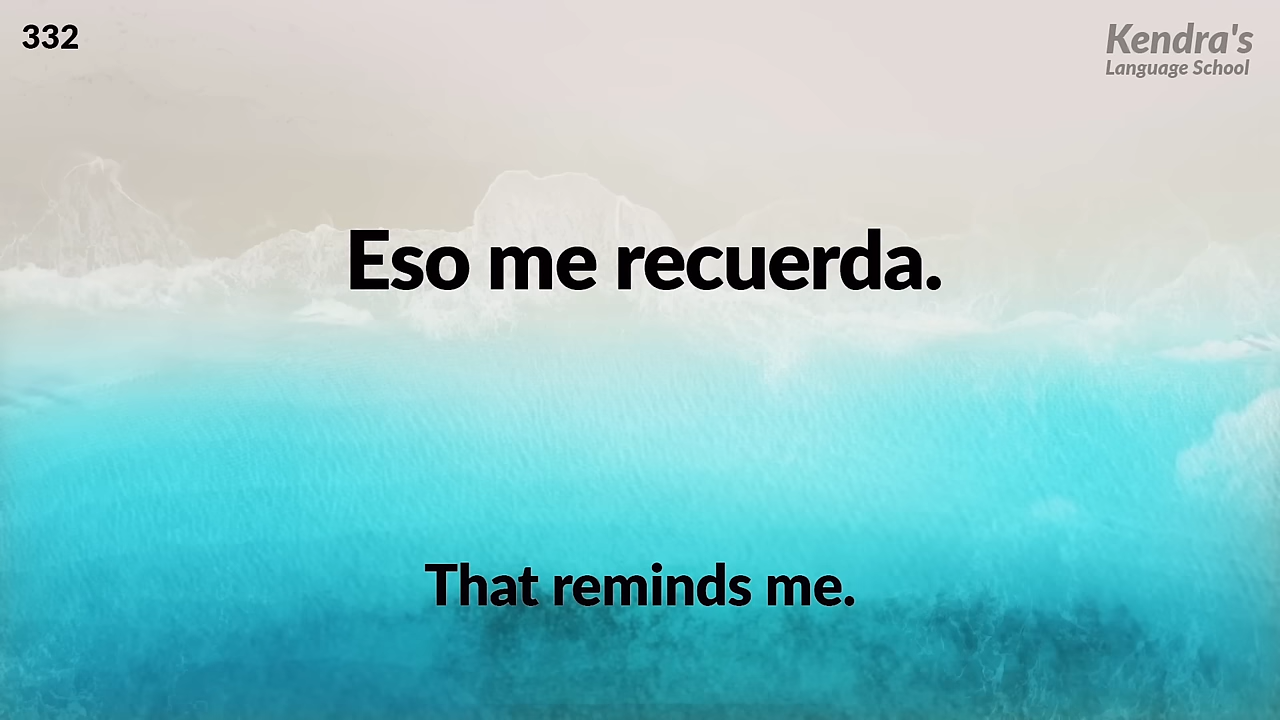 332
Kendra's
Language School
Eso me recuerda.
That reminds me.